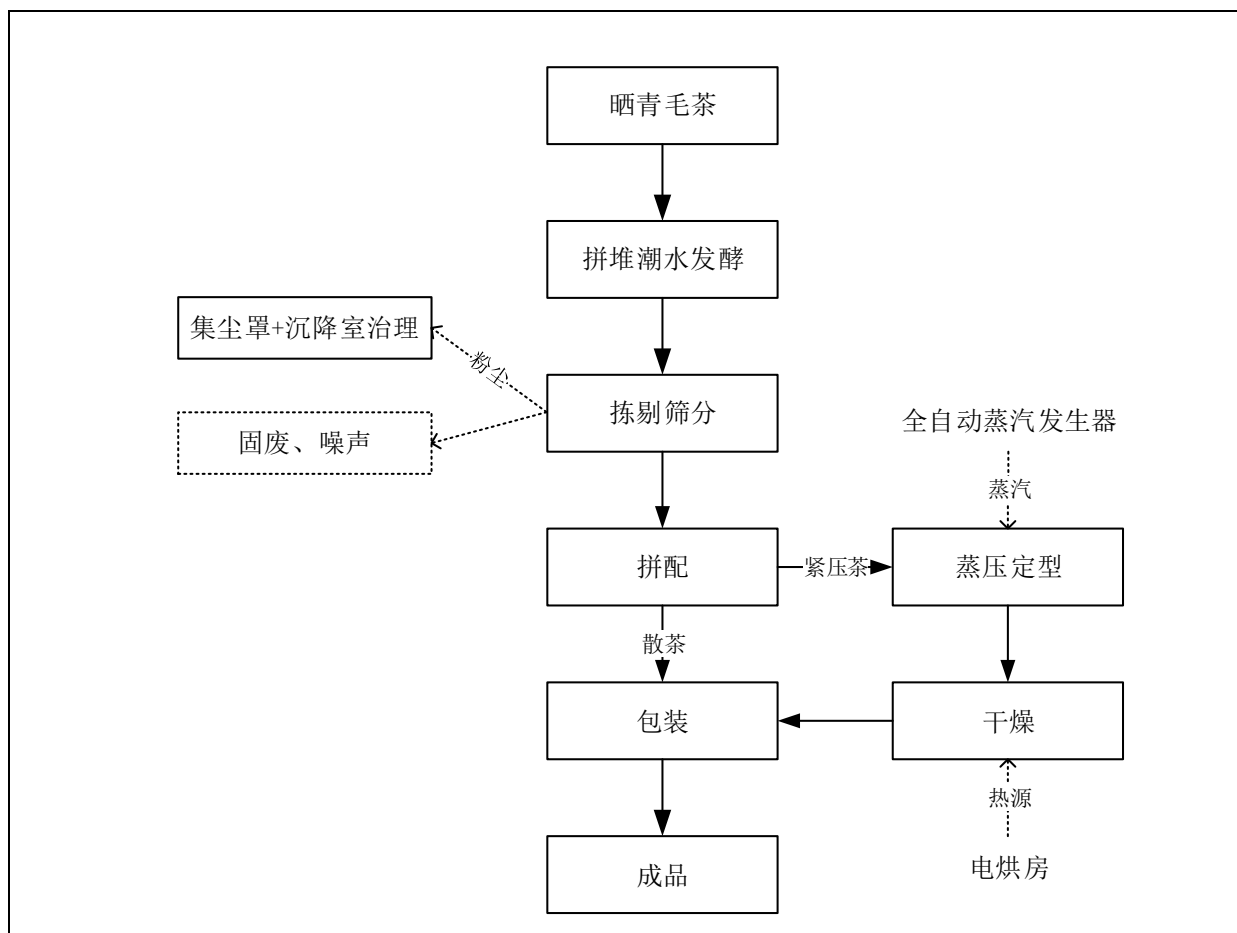 晒青毛茶
拼堆潮水发酵
集尘罩+沉降室治理
粉尘
拣剔筛分
固废、噪声
全自动蒸汽发生器
蒸汽
拼配
紧压茶
蒸压定型
散茶
包装
干燥
热源
成品
电烘房